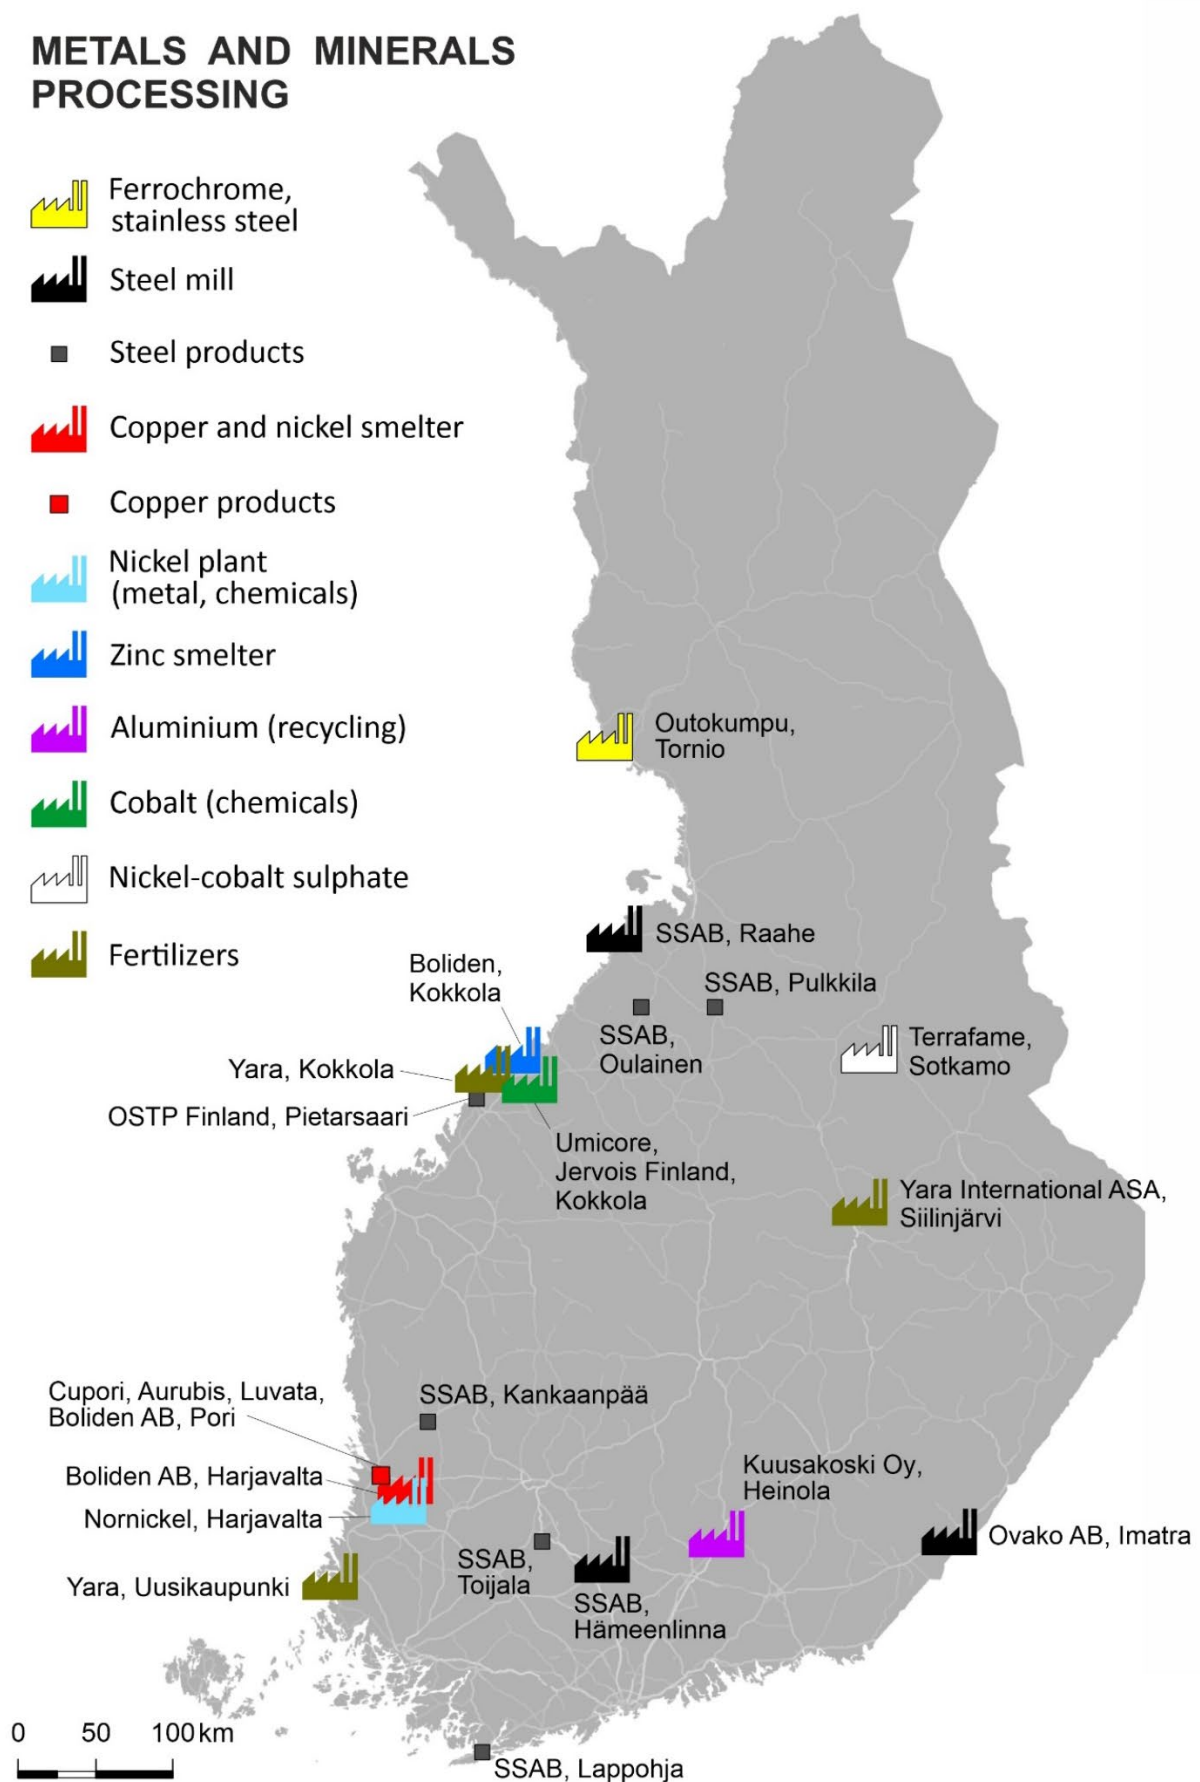 METALS AND MINERALS
PROCESSING
Ferrochrome,
stainless steel
Steel mill
Steel products
Copper and nickel smelter
Copper products
Nickel plant
(metal, chemicals)
Zinc smelter
Aluminium (recycling)
Cobalt (chemicals)
Nickel-cobalt sulphate
Fertilizers
Outokumpu,
Tornio
SSAB, Raahe
Boliden,
Kokkola
SSAB, Pulkkila
SSAB,
Oulainen
Terrafame,
Sotkamo
Yara, Kokkola
OSTP Finland, Pietarsaari
Umicore,
Jervois Finland,
Kokkola
Yara International ASA,
Siilinjärvi
Cupori, Aurubis, Luvata,
Boliden AB, Pori
SSAB, Kankaanpää
Boliden AB, Harjavalta
Nornickel, Harjavalta
Kuusakoski Oy,
Heinola
Ovako AB, Imatra
SSAB,
Toijala
SSAB,
Hämeenlinna
Yara, Uusikaupunki
0 50 100 km
SSAB, Lappohja